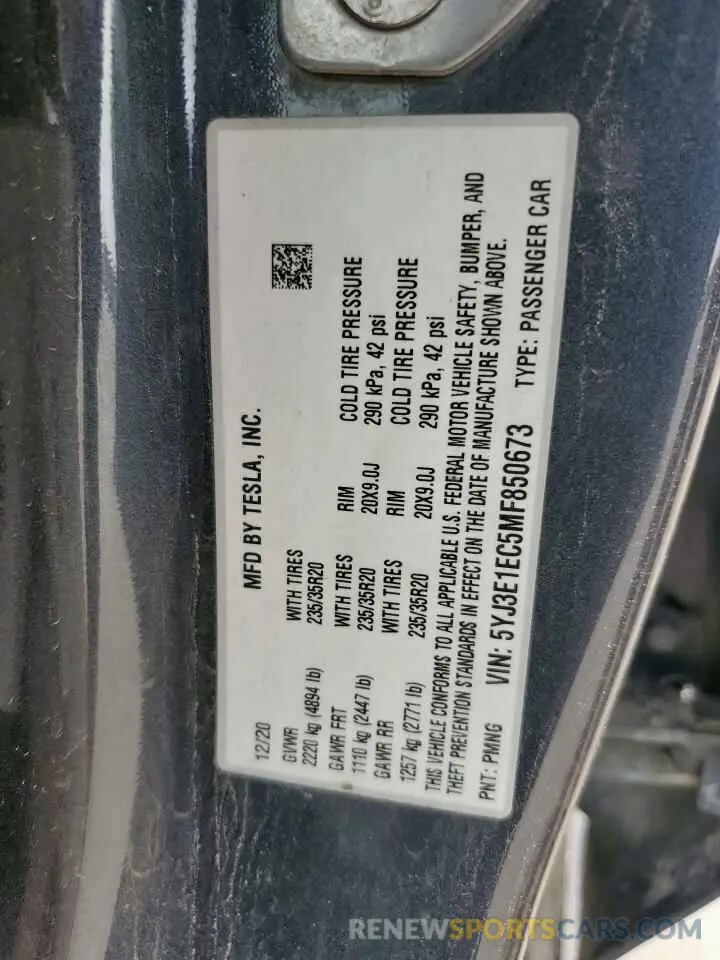 MFD BY TESLA, INC.
12/20
GVWR
2220 kg (4894 lb)
WITH TIRES
235/35R20
GAWR FRT WITH TIRES RIM COLD TIRE PRESSURE
1110 kg (2447 lb) 235/35R20 20X9.0J 290 kPa, 42 psi
GAWR RR WITH TIRES RIM COLD TIRE PRESSURE
1257 kg (2771 lb) 235/35R20 20X9.0J 290 kPa, 42 psi
THIS VEHICLE CONFORMS TO ALL APPLICABLE U.S. FEDERAL MOTOR VEHICLE SAFETY, BUMPER, AND
THEFT PREVENTION STANDARDS IN EFFECT ON THE DATE OF MANUFACTURE SHOWN ABOVE.
PNT: PMNG VIN: 5YJ3E1EC5MF850673 TYPE: PASSENGER CAR
RENEWSPORTSCARS.COM